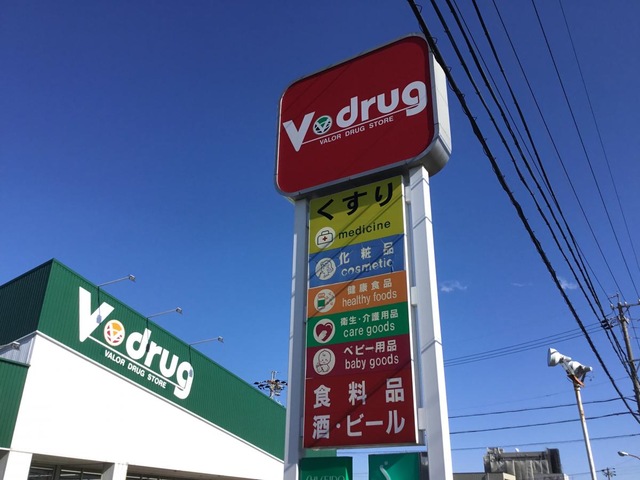 V drug
VALOR DRUG STORE
くすり
medicine
化粧品
cosmetic
健康食品
healthy foods
衛生・介護用品
care goods
ベビー用品
baby goods
食料品
酒・ビール
SHISEIDO
V drug
VALOR DRUG STORE